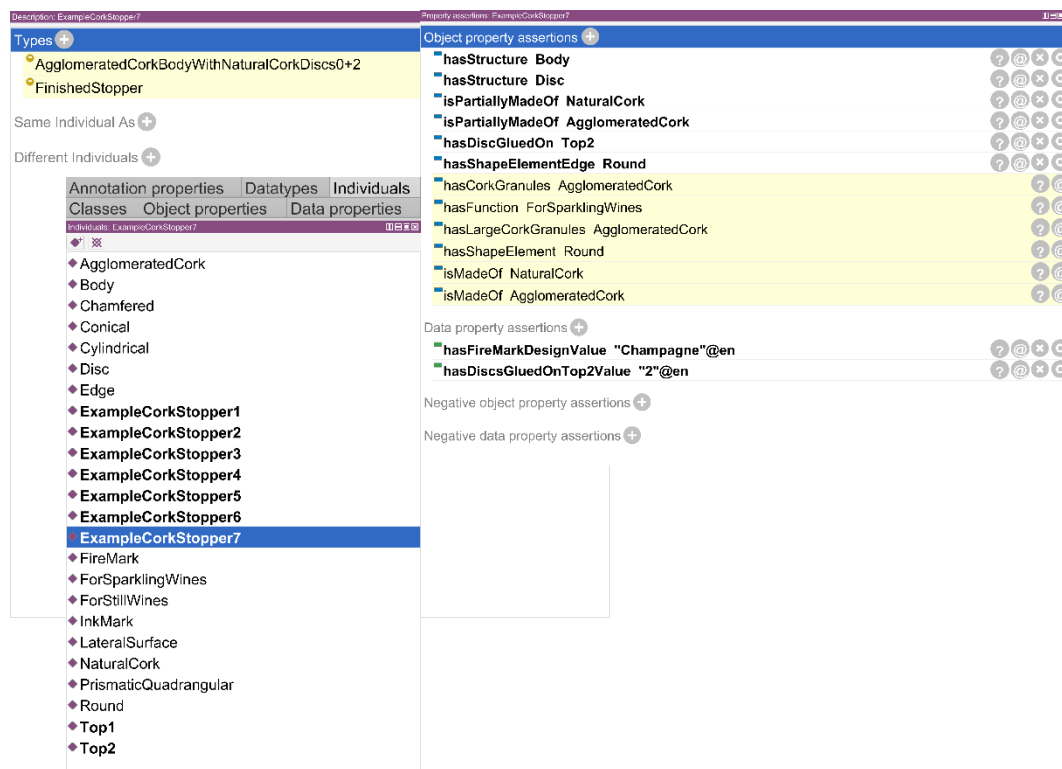 Description: ExampleCorkStopper7
Types
AgglomeratedCorkBodyWithNaturalCorkDiscs0+2
FinishedStopper
Same Individual As
Different Individuals
Annotation properties Datatypes Individuals
Classes Object properties Data properties
Individuals: ExampleCorkStopper7
AgglomeratedCork
Body
Chamfered
Conical
Cylindrical
Disc
Edge
ExampleCorkStopper1
ExampleCorkStopper2
ExampleCorkStopper3
ExampleCorkStopper4
ExampleCorkStopper5
ExampleCorkStopper6
ExampleCorkStopper7
FireMark
ForSparklingWines
ForStillWines
InkMark
LateralSurface
NaturalCork
PrismaticQuadrangular
Round
Top1
Top2
Property assertions: ExampleCorkStopper7
Object property assertions
hasStructure Body
hasStructure Disc
isPartiallyMadeOf NaturalCork
isPartiallyMadeOf AgglomeratedCork
hasDiscGluedOn Top2
hasShapeElementEdge Round
hasCorkGranules AgglomeratedCork
hasFunction ForSparklingWines
hasLargeCorkGranules AgglomeratedCork
hasShapeElement Round
isMadeOf NaturalCork
isMadeOf AgglomeratedCork
Data property assertions
hasFireMarkDesignValue "Champagne"@en
hasDiscsGluedOnTop2Value "2"@en
Negative object property assertions
Negative data property assertions